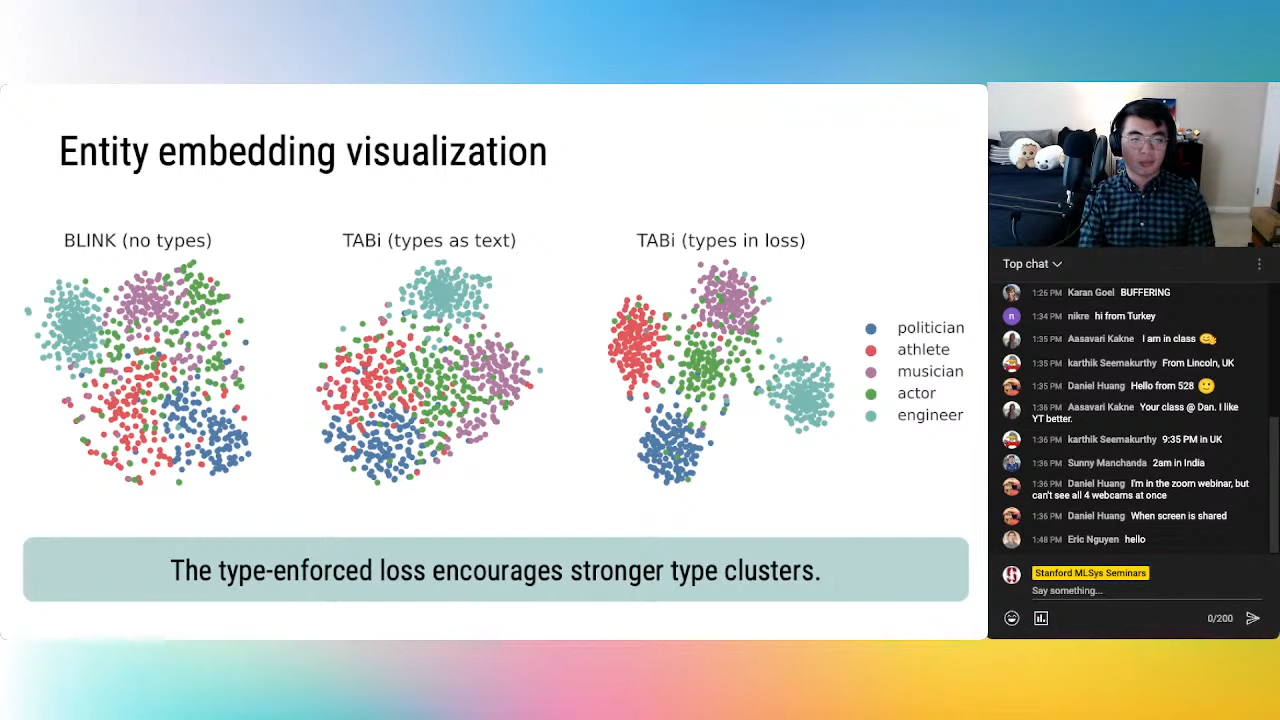 Entity embedding visualization
BLINK (no types)
TABi (types as text)
TABi (types in loss)
politician
athlete
musician
actor
engineer
The type-enforced loss encourages stronger type clusters.
Top chat
1:26 PM Karan Goel BUFFERING
n
1:34 PM nikre hi from Turkey
1:35 PM Aasavari Kakne I am in class
1:35 PM karthik Seemakurthy From Lincoln, UK
1:35 PM Daniel Huang Hello from 528
1:36 PM Aasavari Kakne Your class @ Dan. I like
YT better.
1:36 PM karthik Seemakurthy 9:35 PM in UK
1:36 PM Sunny Manchanda 2am in India
1:36 PM Daniel Huang I'm in the zoom webinar, but
can't see all 4 webcams at once
1:36 PM Daniel Huang When screen is shared
1:48 PM Eric Nguyen hello
Stanford MLSys Seminars
Say something...
0/200